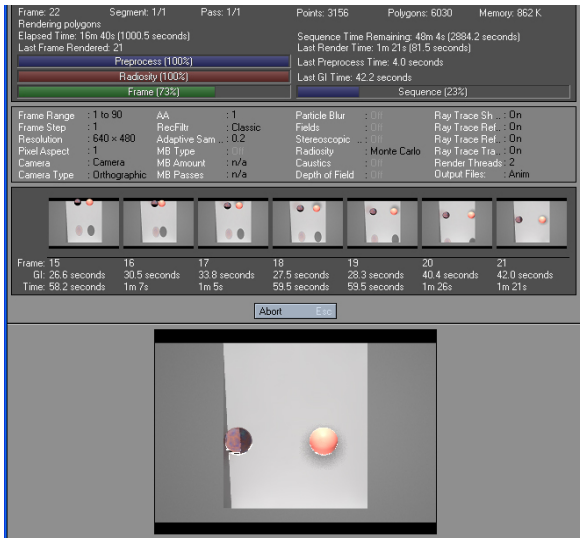 Frame: 22 Segment: 1/1 Pass: 1/1 Points: 3156 Polygons: 6030 Memory: 862 K
Rendering polygons
Elapsed Time: 16m 40s (1000.5 seconds) Sequence Time Remaining: 48m 4s (2884.2 seconds)
Last Frame Rendered: 21 Last Render Time: 1m 21s (81.5 seconds)
Preprocess (100%) Last Preprocess Time: 4.0 seconds
Radiosity (100%) Last GI Time: 42.2 seconds
Frame (73%) Sequence (23%)
Frame Range : 1 to 90 AA : 1 Particle Blur : Off Ray Trace Sh ..: On
Frame Step : 1 RecFiltr : Classic Fields : Off Ray Trace Ref..: On
Resolution : 640 × 480 Adaptive Sam ..: 0.2 Stereoscopic ..: Off Ray Trace Ref..: On
Pixel Aspect : 1 MB Type : Off Radiosity : Monte Carlo Ray Trace Tra..: On
Camera : Camera MB Amount : n/a Caustics : Off Render Threads: 2
Camera Type : Orthographic MB Passes : n/a Depth of Field : Off Output Files: : Anim
Frame: 15 16 17 18 19 20 21
GI: 26.6 seconds 30.5 seconds 33.8 seconds 27.5 seconds 28.3 seconds 40.4 seconds 42.0 seconds
Time: 58.2 seconds 1m 7s 1m 5s 59.5 seconds 59.5 seconds 1m 26s 1m 21s
Abort Esc